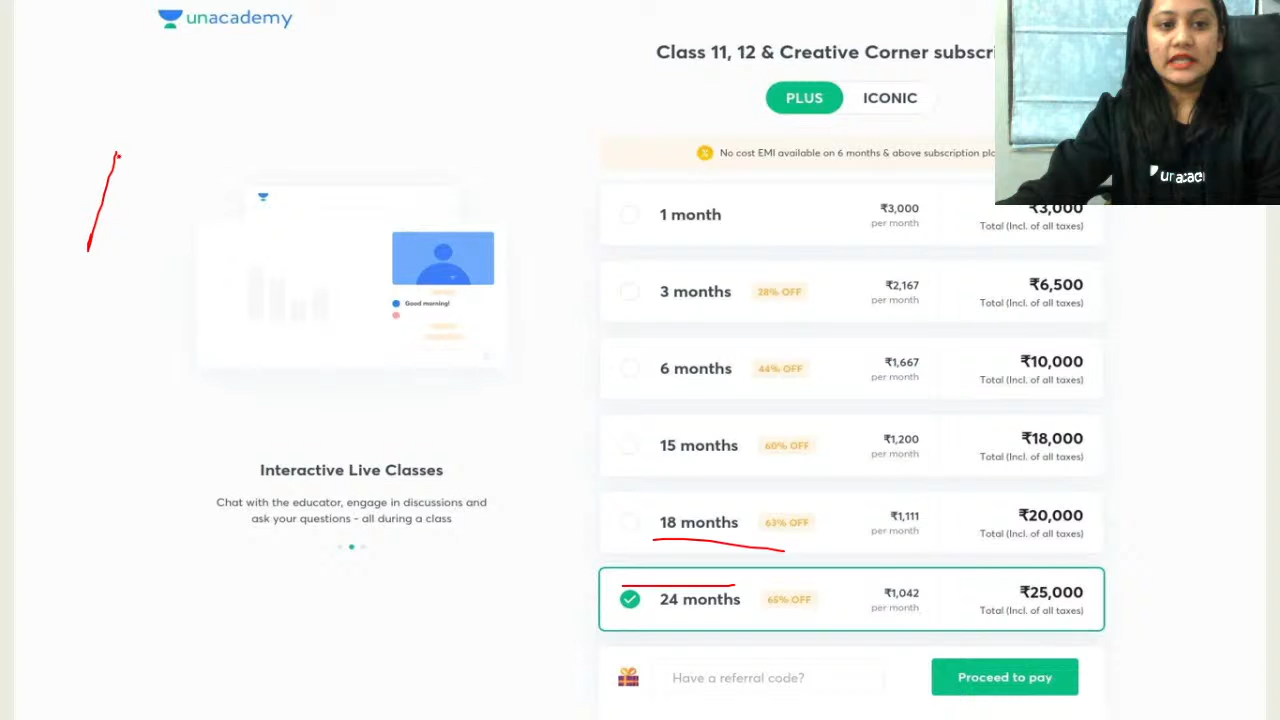 unacademy
Class 11, 12 & Creative Corner
PLUS
ICONIC
No cost EMI available on 6 months & above subscription
1 month
₹3,000
per month
₹3,000
Total (Incl. of all taxes)
3 months
28% OFF
₹2,167
per month
₹6,500
Total (Incl. of all taxes)
6 months
44% OFF
₹1,667
per month
₹10,000
Total (Incl. of all taxes)
15 months
60% OFF
₹1,200
per month
₹18,000
Total (Incl. of all taxes)
18 months
63% OFF
₹1,111
per month
₹20,000
Total (Incl. of all taxes)
24 months
65% OFF
₹1,042
per month
₹25,000
Total (Incl. of all taxes)
Have a referral code?
Proceed to pay
Good morning!
Interactive Live Classes
Chat with the educator, engage in discussions and
ask your questions - all during a class